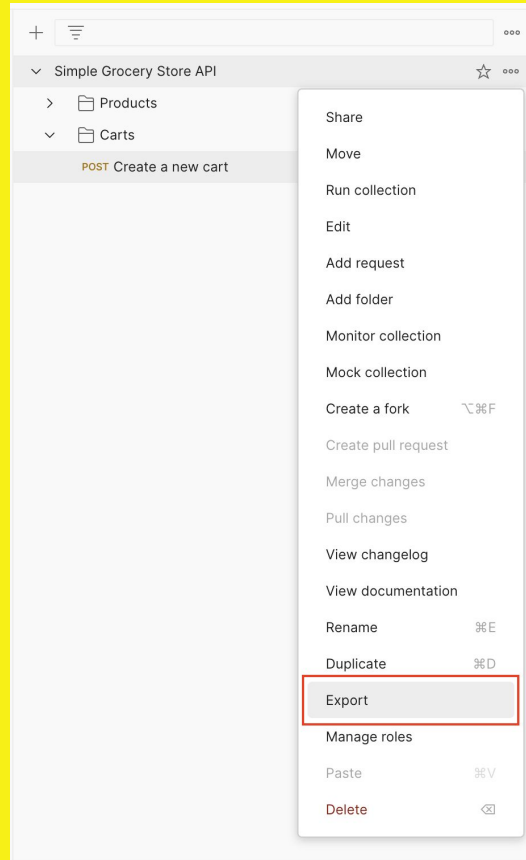 Simple Grocery Store API
Products
Carts
POST Create a new cart
Share
Move
Run collection
Edit
Add request
Add folder
Monitor collection
Mock collection
Create a fork ⌥⌘F
Create pull request
Merge changes
Pull changes
View changelog
View documentation
Rename ⌘E
Duplicate ⌘D
Export
Manage roles
Paste ⌘V
Delete ⌫